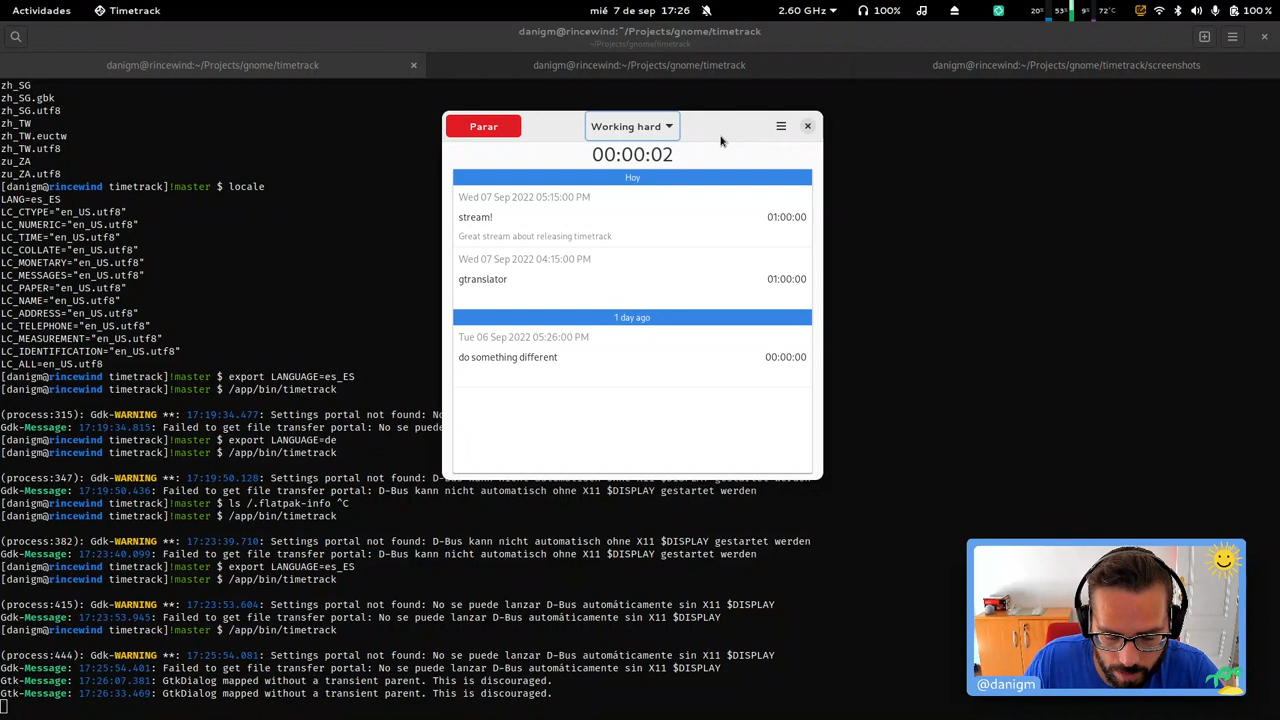 Actividades Timetrack mié 7 de sep 17:26 2.60 GHz 100% 20% 53% 9% 72°C 100 %
danigm@rincewind:~/Projects/gnome/timetrack
~/Projects/gnome/timetrack
danigm@rincewind:~/Projects/gnome/timetrack danigm@rincewind:~/Projects/gnome/timetrack danigm@rincewind:~/Projects/gnome/timetrack/screenshots
zh_SG
zh_SG.gbk
zh_SG.utf8
zh_TW
zh_TW.euctw
zh_TW.utf8
zu_ZA
zu_ZA.utf8
[danigm@rincewind timetrack]!master $ locale
LANG=es_ES
LC_CTYPE="en_US.utf8"
LC_NUMERIC="en_US.utf8"
LC_TIME="en_US.utf8"
LC_COLLATE="en_US.utf8"
LC_MONETARY="en_US.utf8"
LC_MESSAGES="en_US.utf8"
LC_PAPER="en_US.utf8"
LC_NAME="en_US.utf8"
LC_ADDRESS="en_US.utf8"
LC_TELEPHONE="en_US.utf8"
LC_MEASUREMENT="en_US.utf8"
LC_IDENTIFICATION="en_US.utf8"
LC_ALL=en_US.utf8
[danigm@rincewind timetrack]!master $ export LANGUAGE=es_ES
[danigm@rincewind timetrack]!master $ /app/bin/timetrack
(process:315): Gdk-WARNING **: 17:19:34.477: Settings portal not found: No
Gdk-Message: 17:19:34.815: Failed to get file transfer portal: No se puede
[danigm@rincewind timetrack]!master $ export LANGUAGE=de
[danigm@rincewind timetrack]!master $ /app/bin/timetrack
(process:347): Gdk-WARNING **: 17:19:50.128: Settings portal not found: D-Bus kann nicht automatisch ohne X11 $DISPLAY gestartet werden
Gdk-Message: 17:19:50.436: Failed to get file transfer portal: D-Bus kann nicht automatisch ohne X11 $DISPLAY gestartet werden
[danigm@rincewind timetrack]!master $ ls /.flatpak-info ^C
[danigm@rincewind timetrack]!master $ /app/bin/timetrack
(process:382): Gdk-WARNING **: 17:23:39.710: Settings portal not found: D-Bus kann nicht automatisch ohne X11 $DISPLAY gestartet werden
Gdk-Message: 17:23:40.099: Failed to get file transfer portal: D-Bus kann nicht automatisch ohne X11 $DISPLAY gestartet werden
[danigm@rincewind timetrack]!master $ export LANGUAGE=es_ES
[danigm@rincewind timetrack]!master $ /app/bin/timetrack
(process:415): Gdk-WARNING **: 17:23:53.604: Settings portal not found: No se puede lanzar D-Bus automáticamente sin X11 $DISPLAY
Gdk-Message: 17:23:53.945: Failed to get file transfer portal: No se puede lanzar D-Bus automáticamente sin X11 $DISPLAY
[danigm@rincewind timetrack]!master $ /app/bin/timetrack
(process:444): Gdk-WARNING **: 17:25:54.081: Settings portal not found: No se puede lanzar D-Bus automáticamente sin X11 $DISPLAY
Gdk-Message: 17:25:54.401: Failed to get file transfer portal: No se puede lanzar D-Bus automáticamente sin X11 $DISPLAY
Gtk-Message: 17:26:07.381: GtkDialog mapped without a transient parent. This is discouraged.
Gtk-Message: 17:26:33.469: GtkDialog mapped without a transient parent. This is discouraged.
Parar Working hard
00:00:02
Hoy
Wed 07 Sep 2022 05:15:00 PM
stream! 01:00:00
Great stream about releasing timetrack
Wed 07 Sep 2022 04:15:00 PM
gtranslator 01:00:00
1 day ago
Tue 06 Sep 2022 05:26:00 PM
do something different 00:00:00
@danigm